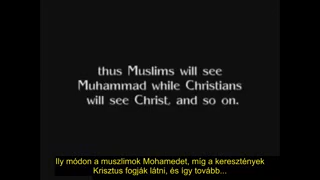 thus Muslims will see
Muhammad while Christians
will see Christ, and so on.
Ily módon a muszlimok Mohamedet, míg a keresztények
Krisztus fogják látni, és így tovább...